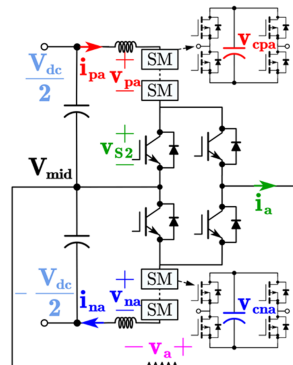 V_dc/2
i_pa
v_pa
+
−
SM
SM
v_cpa
+
−
v_S2
+
−
V_mid
i_a
−V_dc/2
i_na
v_na
+
−
SM
SM
v_cna
− v_a +